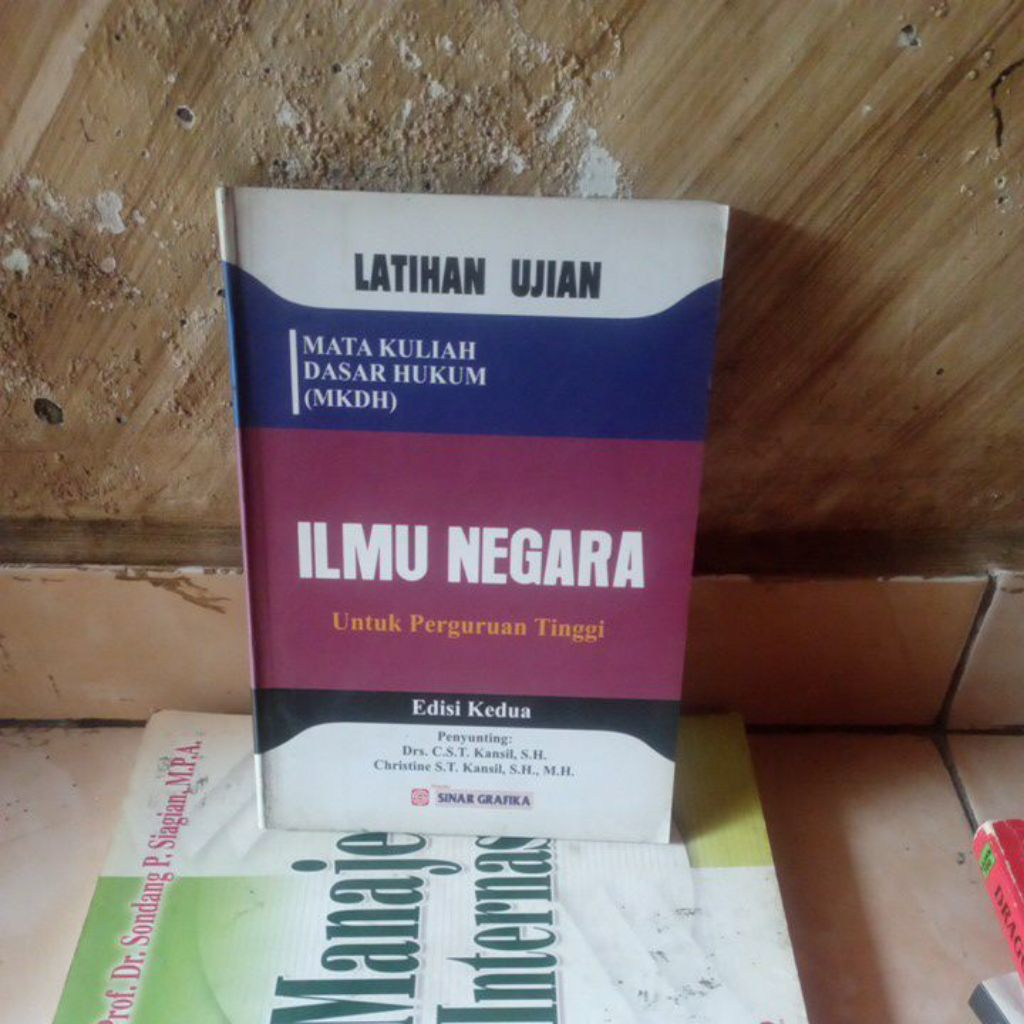 LATIHAN UJIAN
MATA KULIAH
DASAR HUKUM
(MKDH)
ILMU NEGARA
Untuk Perguruan Tinggi
Edisi Kedua
Penyunting:
Drs. C.S.T. Kansil, S.H.
Christine S.T. Kansil, S.H., M.H.
SINAR GRAFIKA
Prof. Dr. Sondang P. Siagian, M.P.A.
Manaje
Internas